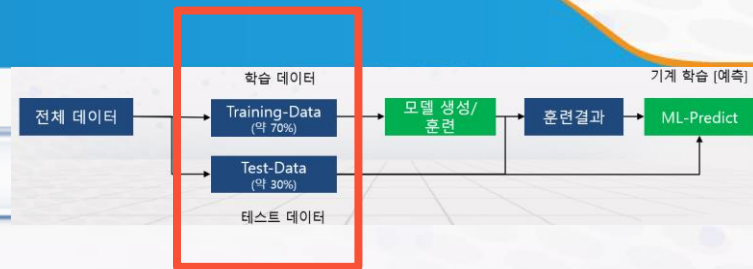 학습 데이터
기계 학습 [예측]
전체 데이터
Training-Data
(약 70%)
모델 생성/
훈련
훈련결과
ML-Predict
Test-Data
(약 30%)
테스트 데이터